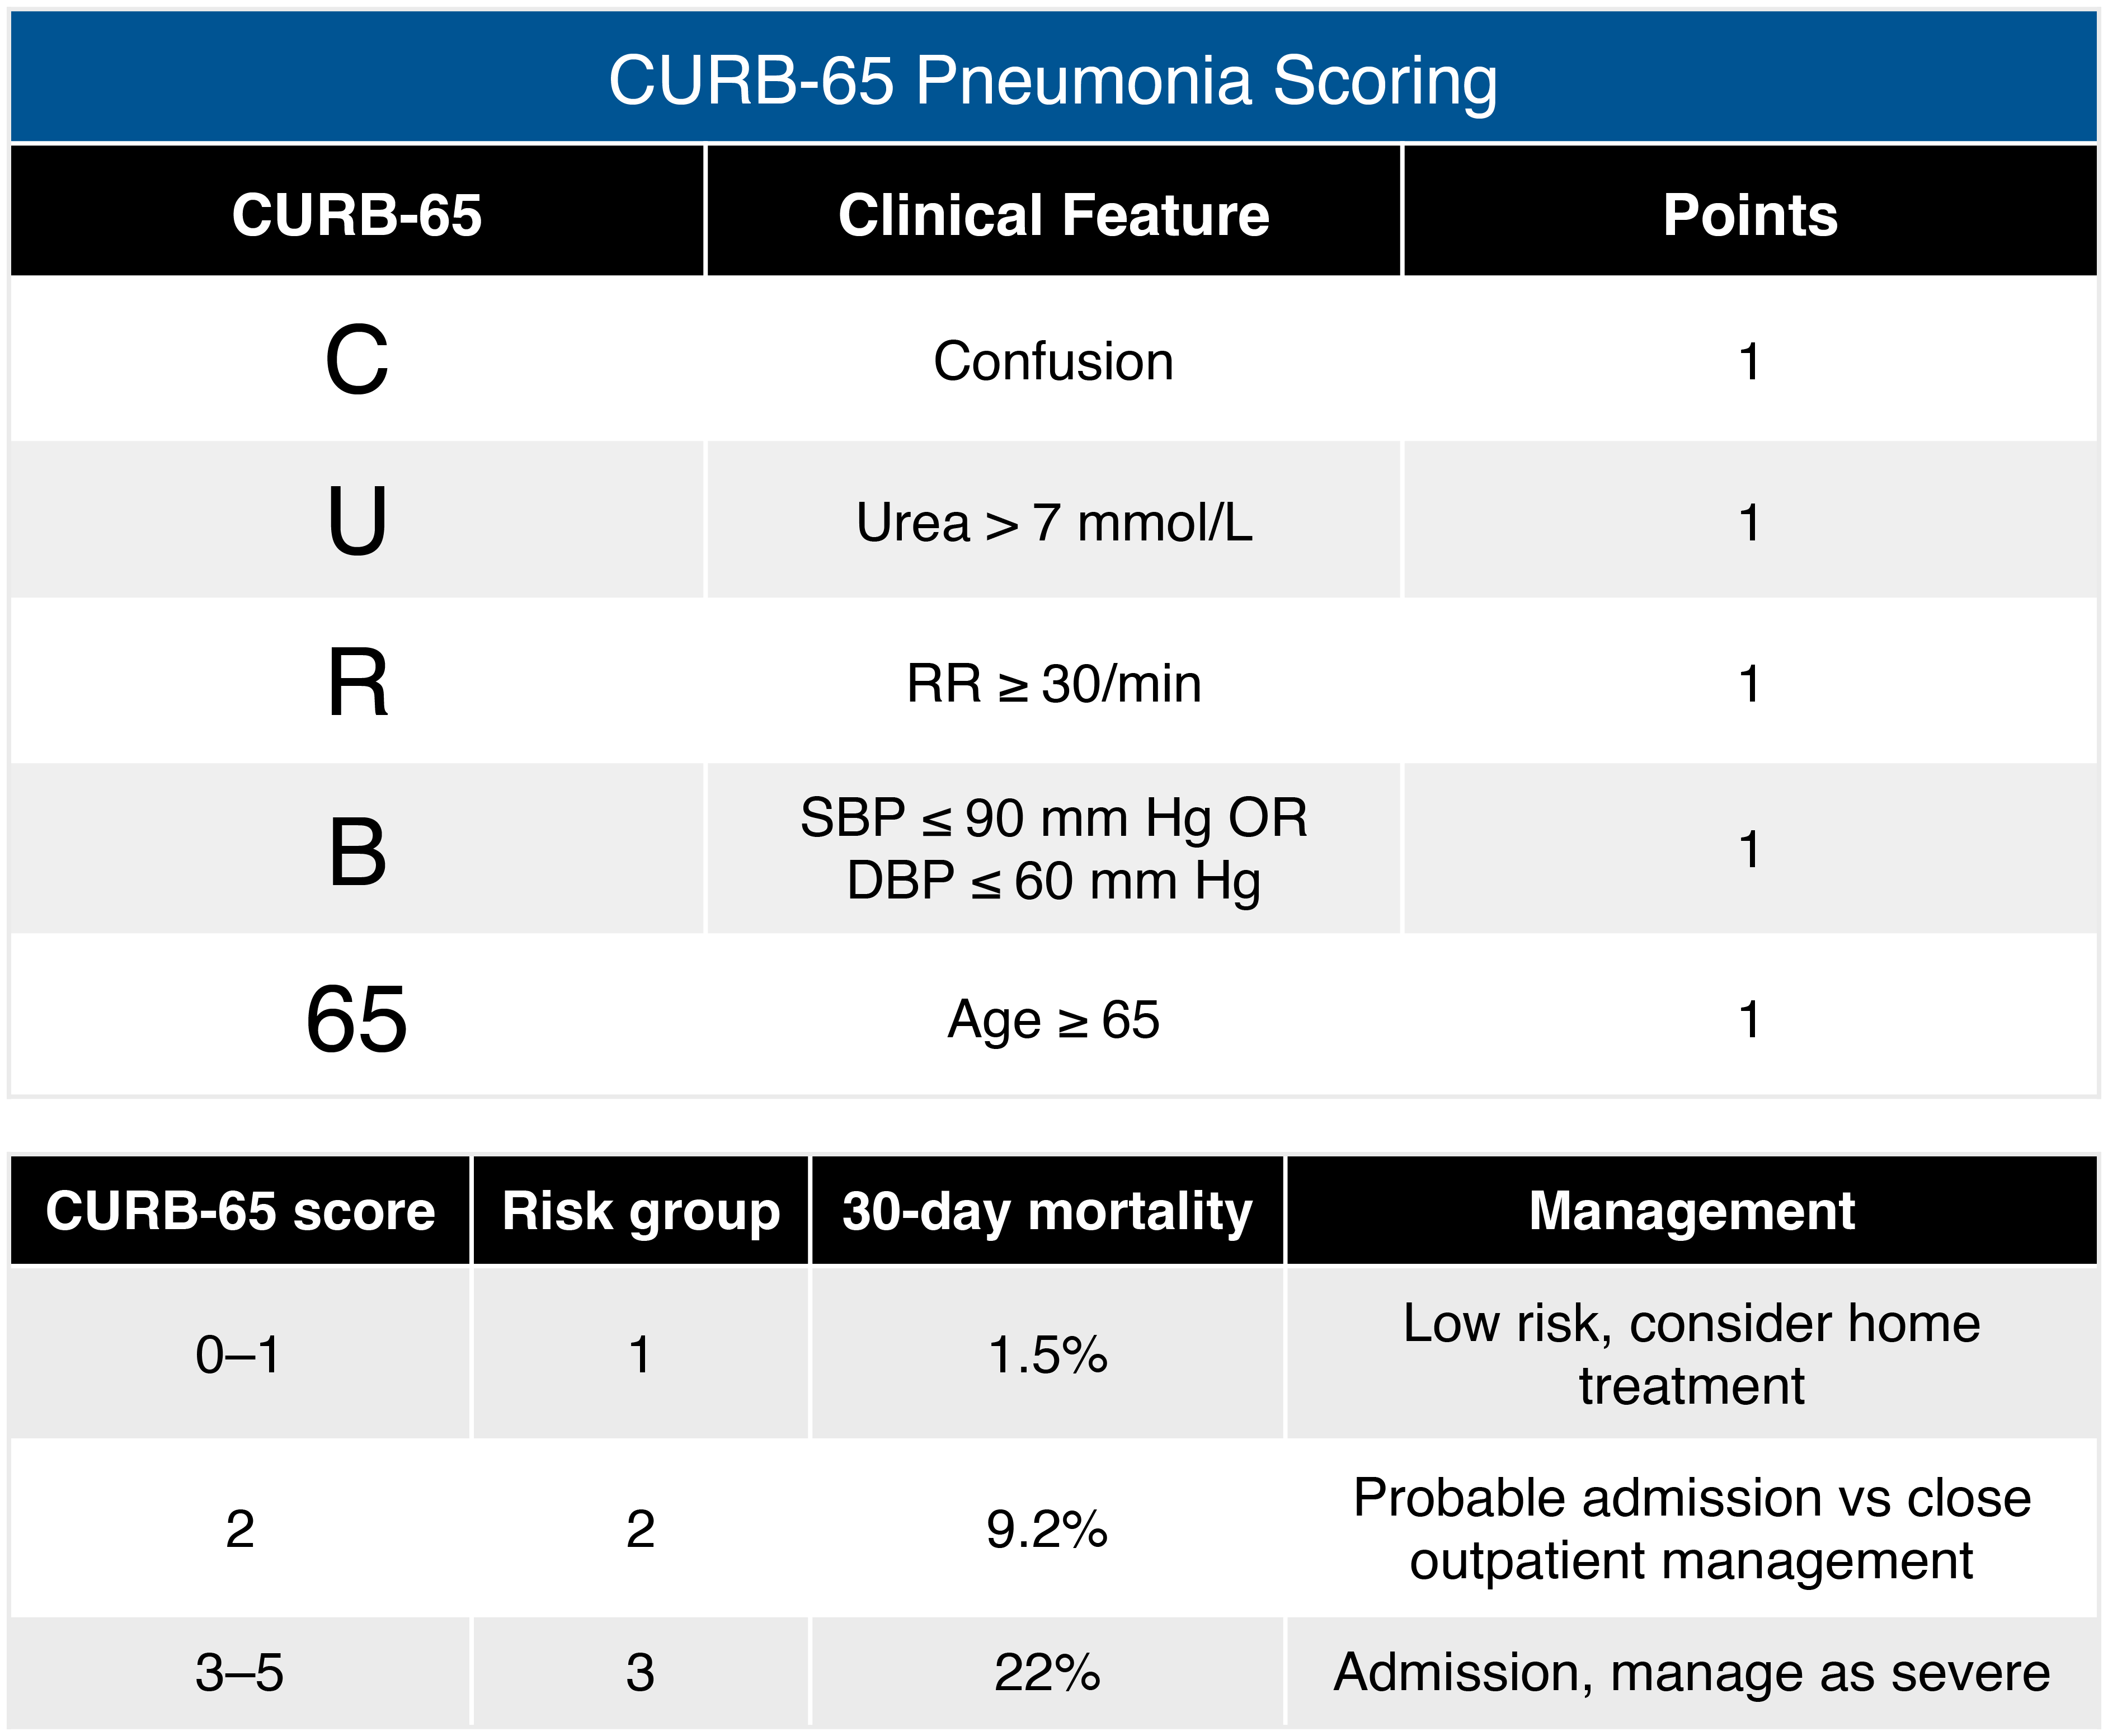 CURB-65 Pneumonia Scoring
CURB-65 Clinical Feature Points
C Confusion 1
U Urea > 7 mmol/L 1
R RR ≥ 30/min 1
B SBP ≤ 90 mm Hg OR
DBP ≤ 60 mm Hg 1
65 Age ≥ 65 1
CURB-65 score Risk group 30-day mortality Management
0–1 1 1.5% Low risk, consider home
treatment
2 2 9.2% Probable admission vs close
outpatient management
3–5 3 22% Admission, manage as severe